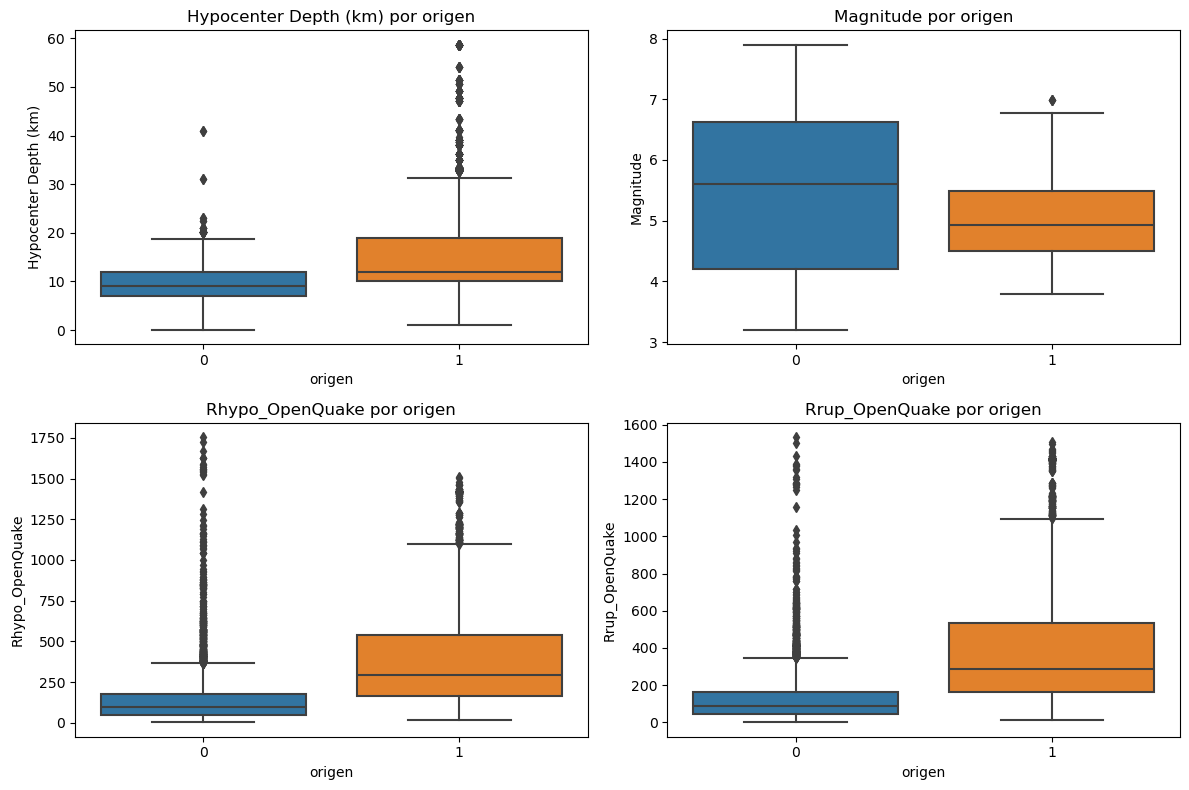 Hypocenter Depth (km) por origen
Hypocenter Depth (km)
60
50
40
30
20
10
0
0 1
origen
Magnitude por origen
Magnitude
8
7
6
5
4
3
0 1
origen
Rhypo_OpenQuake por origen
Rhypo_OpenQuake
1750
1500
1250
1000
750
500
250
0
0 1
origen
Rrup_OpenQuake por origen
Rrup_OpenQuake
1600
1400
1200
1000
800
600
400
200
0
0 1
origen